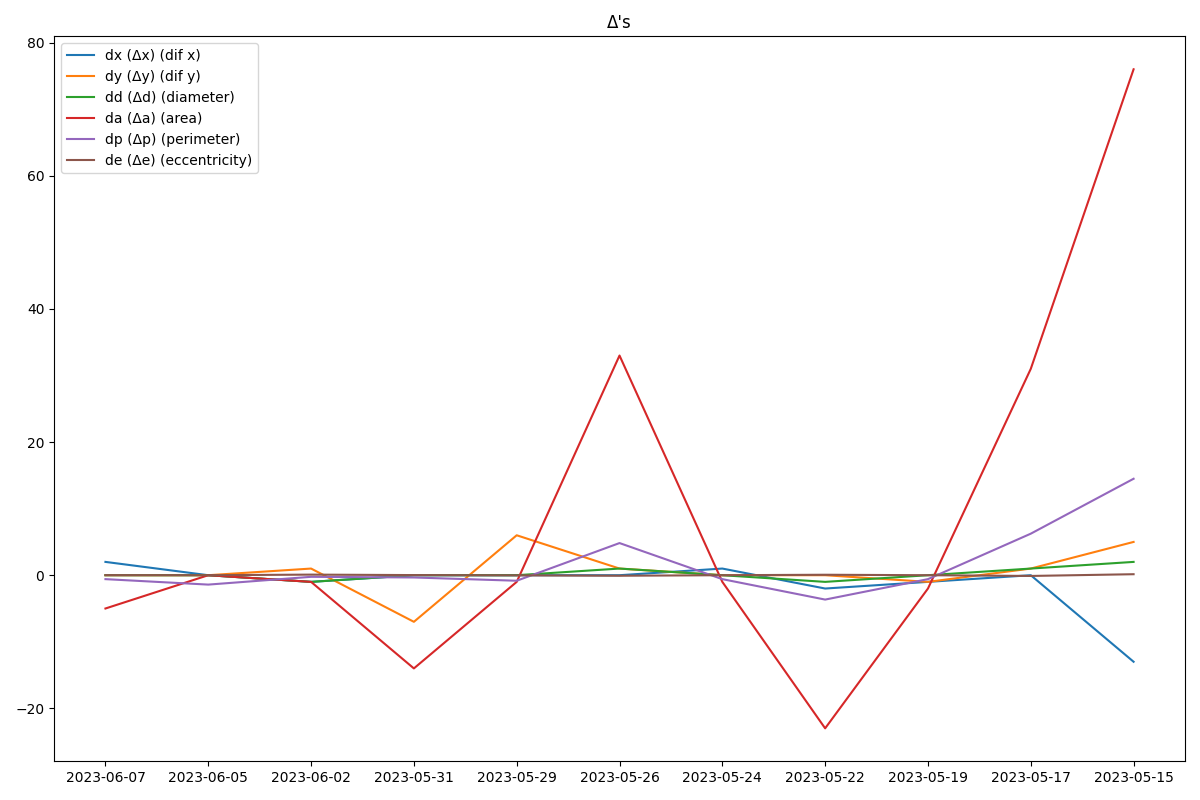 Δ's
dx (Δx) (dif x)
dy (Δy) (dif y)
dd (Δd) (diameter)
da (Δa) (area)
dp (Δp) (perimeter)
de (Δe) (eccentricity)
80
60
40
20
0
−20
2023-06-07 2023-06-05 2023-06-02 2023-05-31 2023-05-29 2023-05-26 2023-05-24 2023-05-22 2023-05-19 2023-05-17 2023-05-15